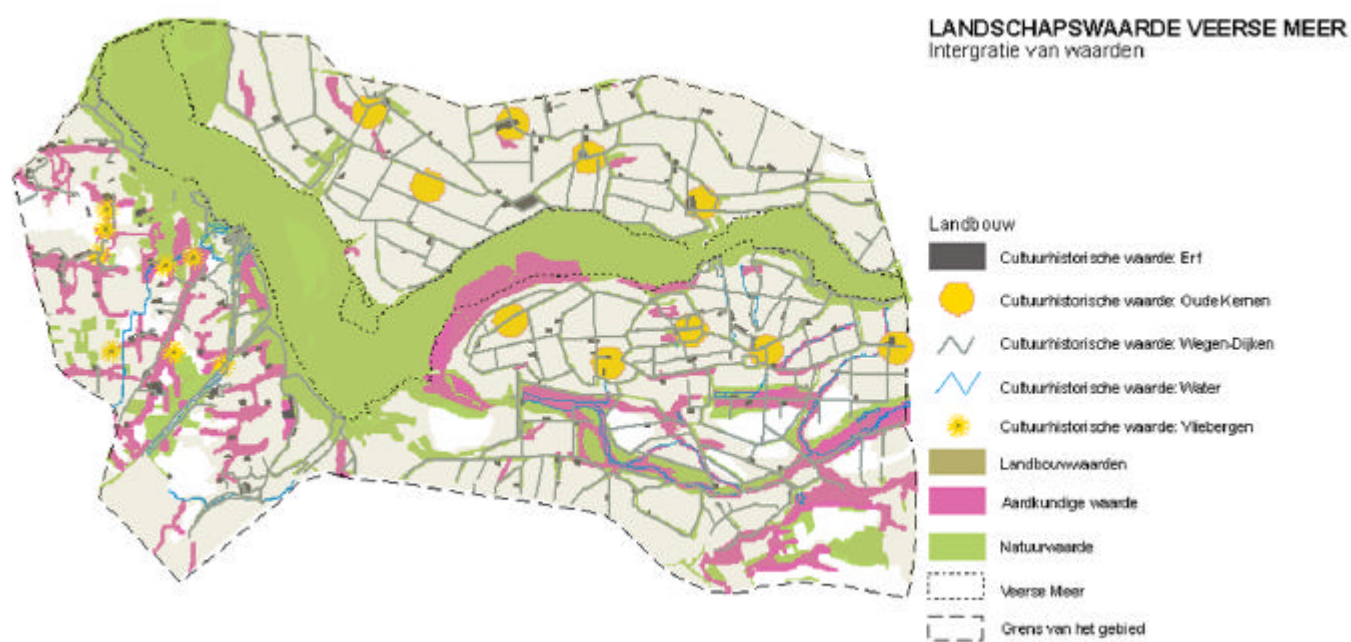 LANDSCHAPSWAARDE VEERSE MEER
Intergratie van waarden
Landbouw
Cultuurhistorische waarde: Erf
Cultuurhistorische waarde: Oude Kernen
Cultuurhistorische waarde: Wegen-Dijken
Cultuurhistorische waarde: Water
Cultuurhistorische waarde: Vliebergen
Landbouwwaarden
Aardkundige waarde
Natuurwaarde
Veerse Meer
Grens van het gebied